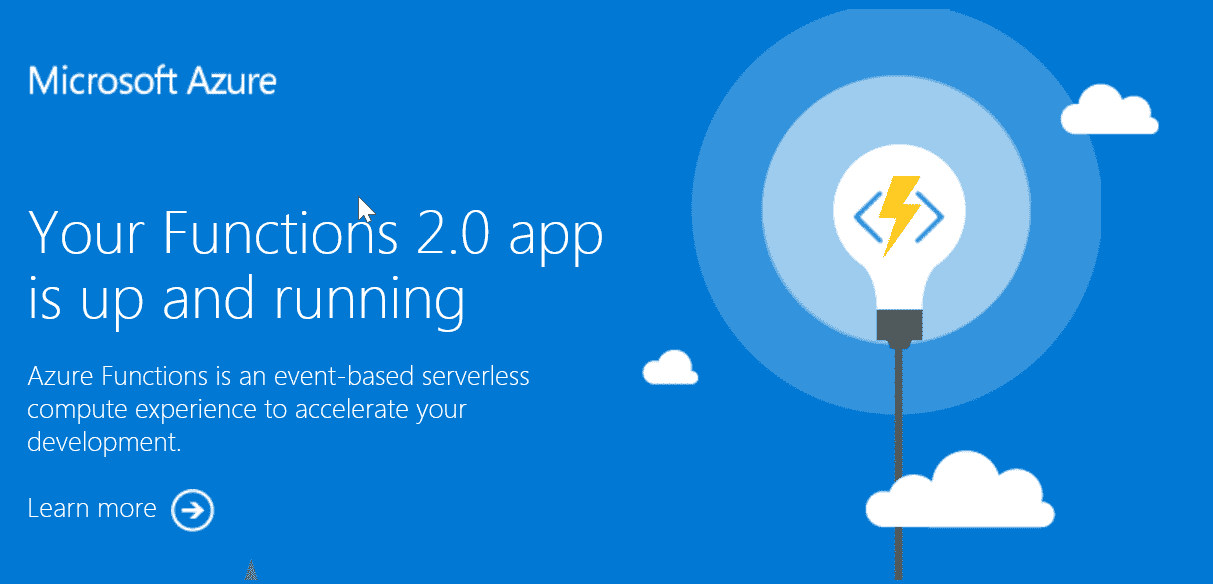 Microsoft Azure
Your Functions 2.0 app
is up and running
Azure Functions is an event-based serverless
compute experience to accelerate your
development.
Learn more